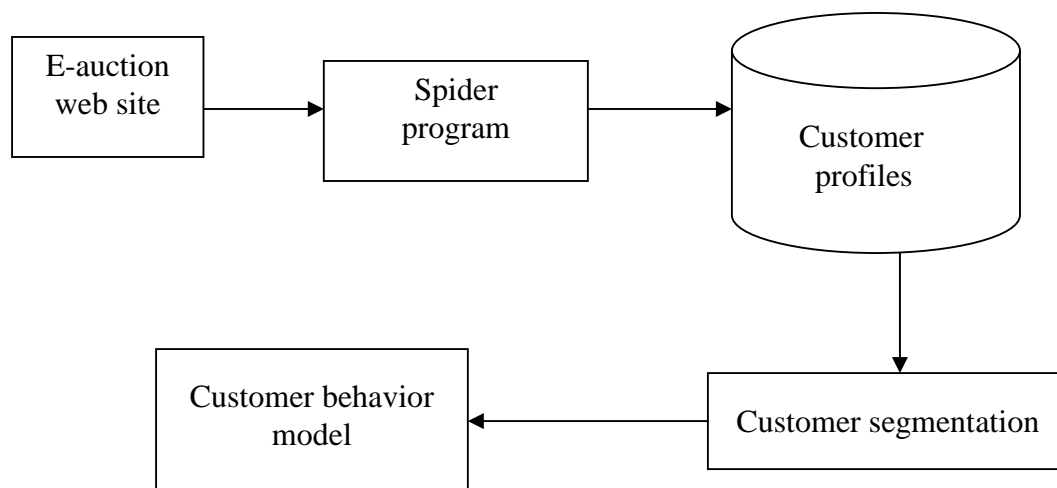 E-auction
web site
Spider
program
Customer
profiles
Customer behavior
model
Customer segmentation